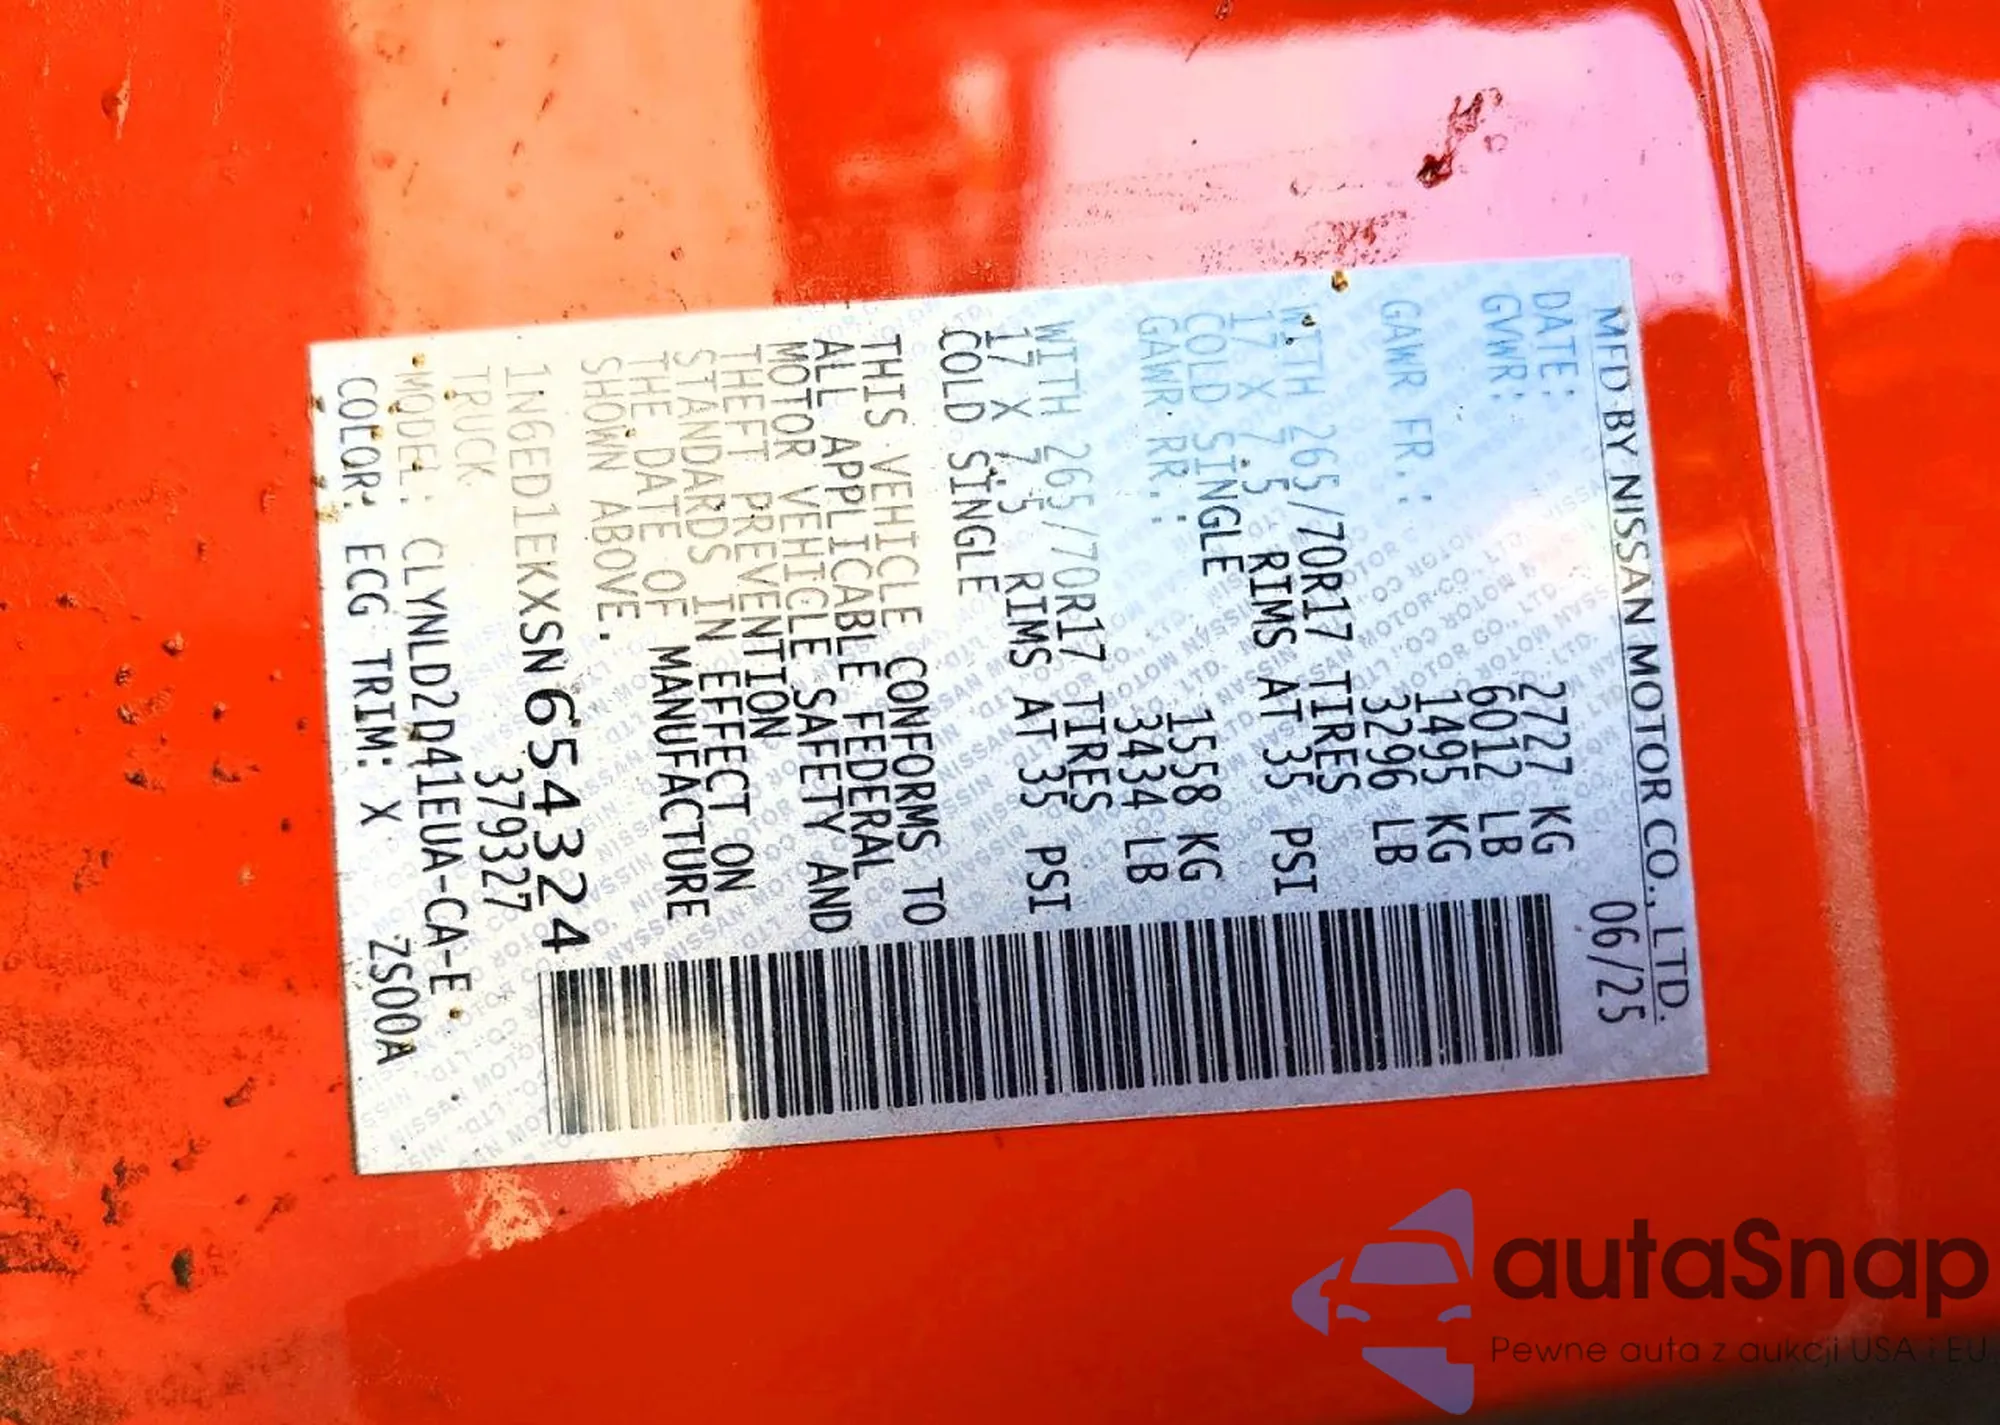 MFD BY NISSAN MOTOR CO., LTD.
DATE: 06/25
GVWR: 2727 KG
6012 LB
GAWR FR.: 1495 KG
3296 LB
WITH 265/70R17 TIRES
17 X 7.5 RIMS AT 35 PSI
COLD SINGLE
GAWR RR.: 1558 KG
3434 LB
WITH 265/70R17 TIRES
17 X 7.5 RIMS AT 35 PSI
COLD SINGLE
THIS VEHICLE CONFORMS TO
ALL APPLICABLE FEDERAL
MOTOR VEHICLE SAFETY AND
THEFT PREVENTION
STANDARDS IN EFFECT ON
THE DATE OF MANUFACTURE
SHOWN ABOVE.
1N6ED1EKXSN654324
TRUCK 379327
MODEL: CLYNLD2D41EUA-CA-E
COLOR: ECG TRIM: X ZS00A
autaSnap
Pewne auta z aukcji USA i EU